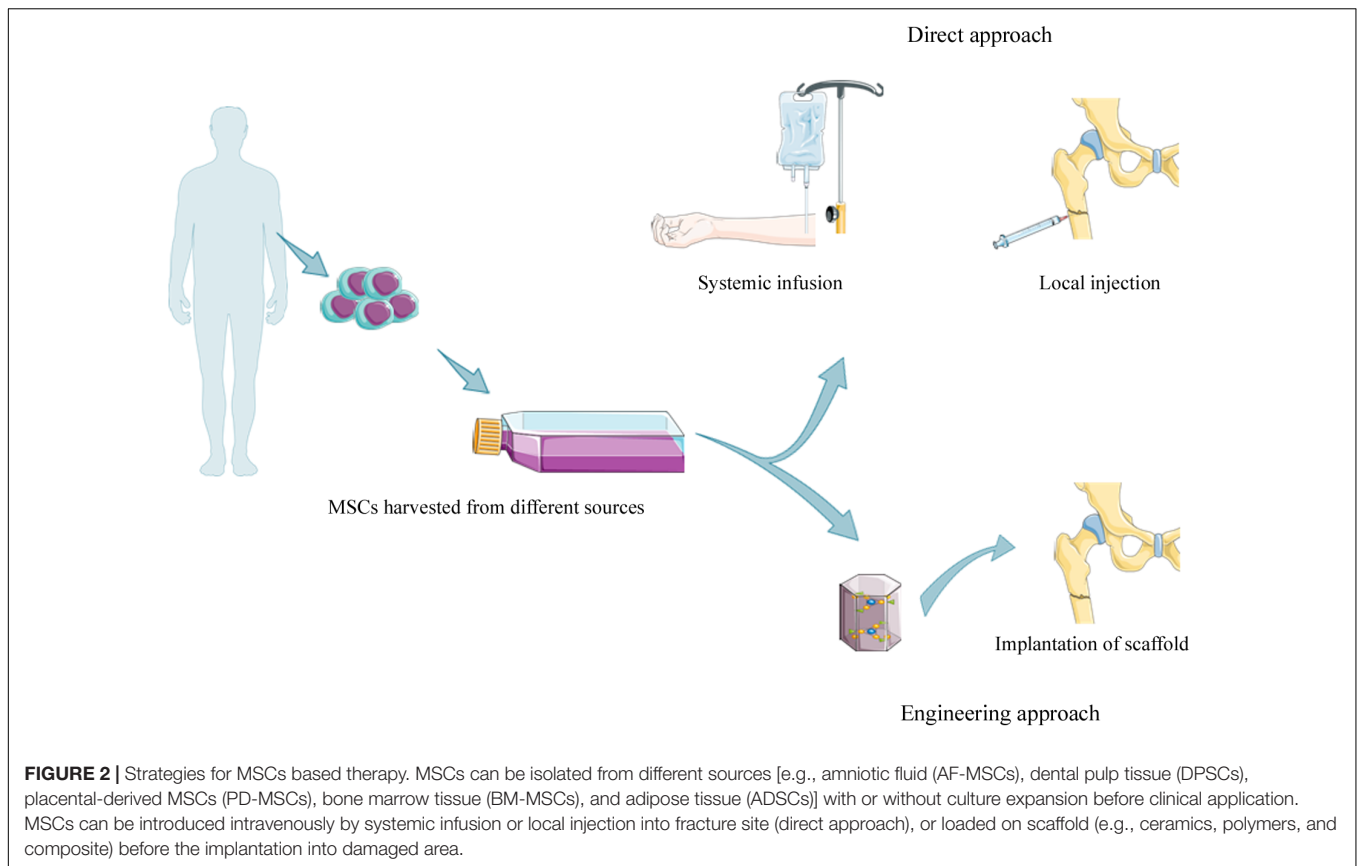 Direct approach
Systemic infusion
Local injection
MSCs harvested from different sources
Implantation of scaffold
Engineering approach
FIGURE 2 | Strategies for MSCs based therapy. MSCs can be isolated from different sources [e.g., amniotic fluid (AF-MSCs), dental pulp tissue (DPSCs),
placental-derived MSCs (PD-MSCs), bone marrow tissue (BM-MSCs), and adipose tissue (ADSCs)] with or without culture expansion before clinical application.
MSCs can be introduced intravenously by systemic infusion or local injection into fracture site (direct approach), or loaded on scaffold (e.g., ceramics, polymers, and
composite) before the implantation into damaged area.